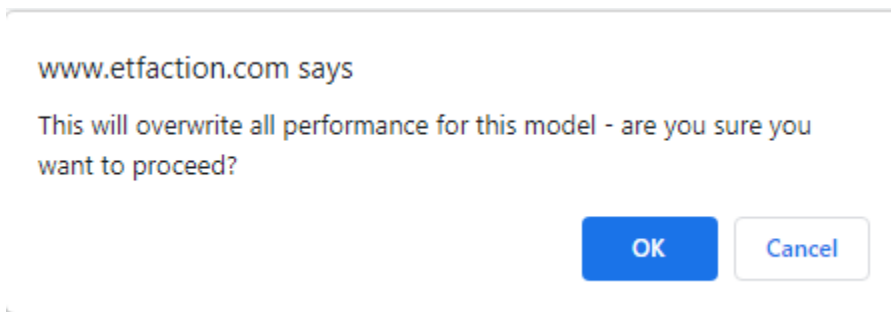 www.etfaction.com says
This will overwrite all performance for this model - are you sure you
want to proceed?
OK
Cancel